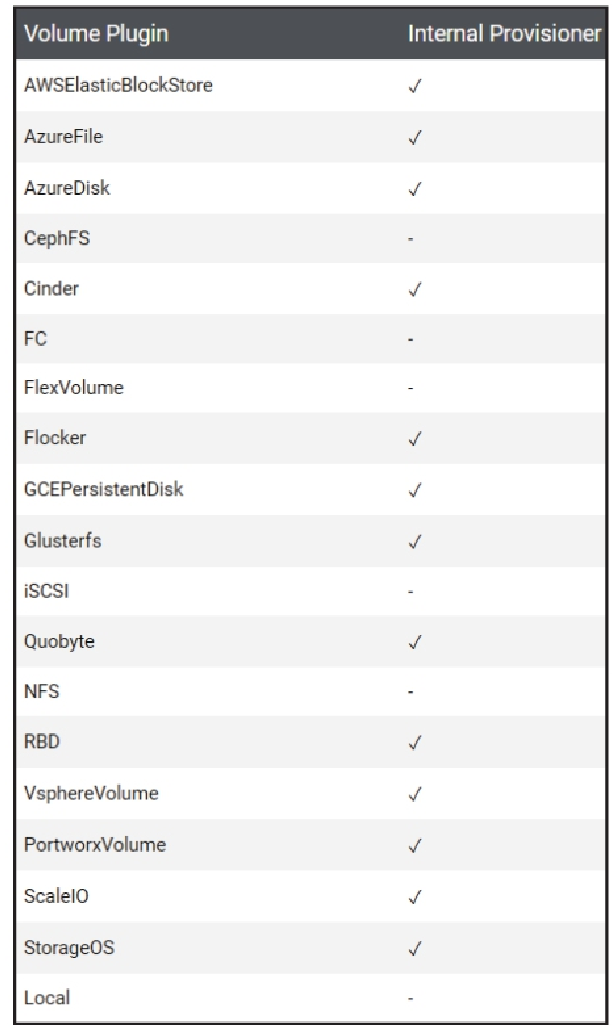 Volume Plugin Internal Provisioner
AWSElasticBlockStore ✓
AzureFile ✓
AzureDisk ✓
CephFS -
Cinder ✓
FC -
FlexVolume -
Flocker ✓
GCEPersistentDisk ✓
Glusterfs ✓
iSCSI -
Quobyte ✓
NFS -
RBD ✓
VsphereVolume ✓
PortworxVolume ✓
ScaleIO ✓
StorageOS ✓
Local -